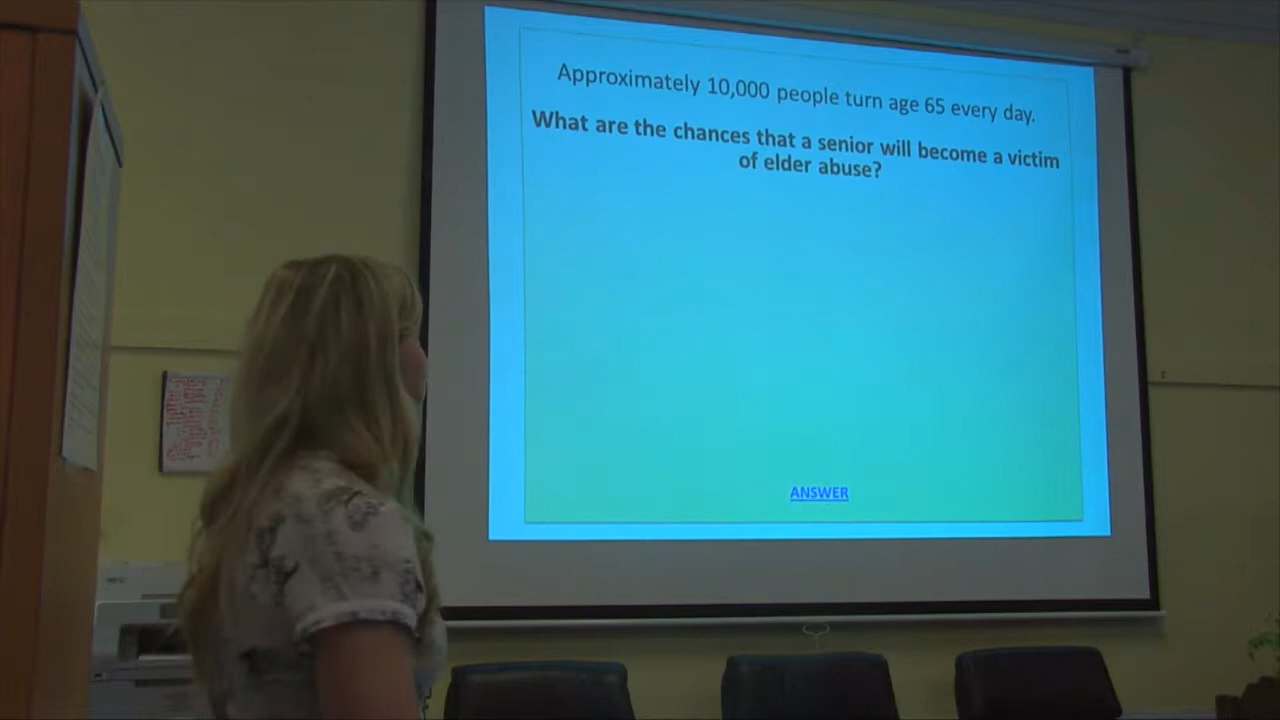 Approximately 10,000 people turn age 65 every day.
What are the chances that a senior will become a victim
of elder abuse?
ANSWER